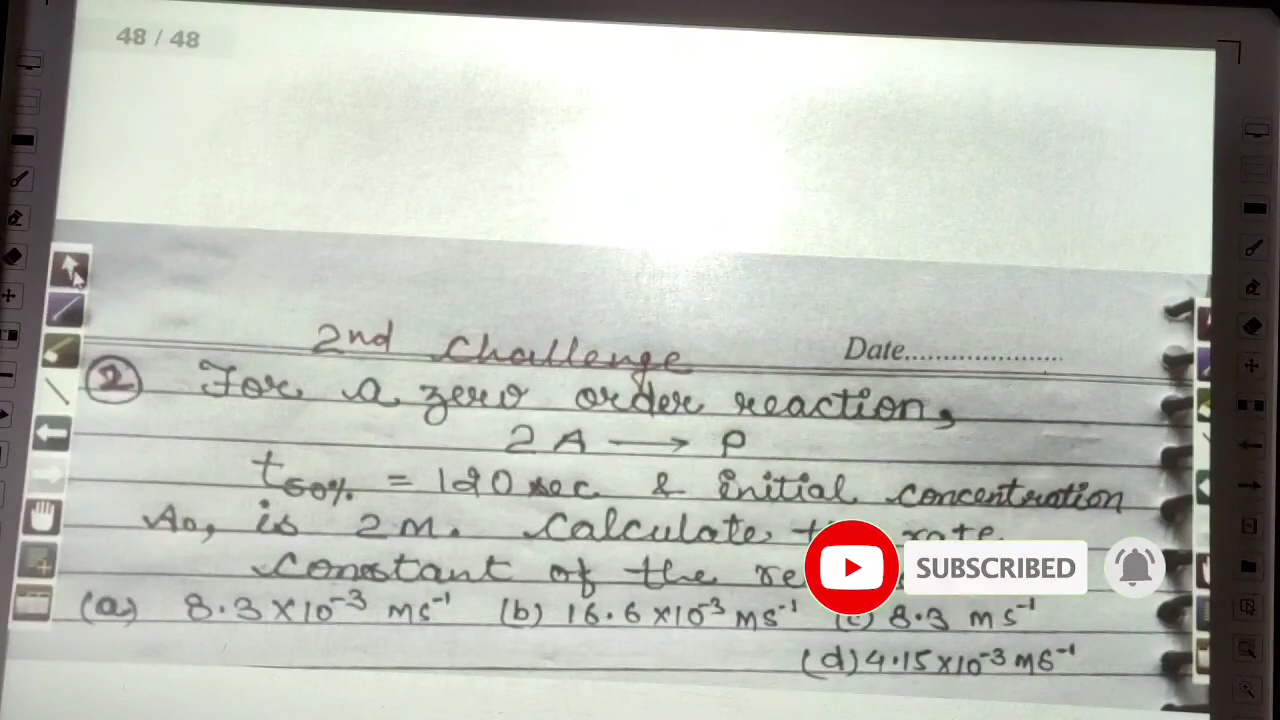 48 / 48
2nd Challenge
Date......................
② For a zero order reaction,
2A → P
t50% = 120 sec & initial concentration
A0, is 2M. Calculate rate
Constant of the
SUBSCRIBED
(a) 8.3×10⁻³ Ms⁻¹ (b) 16.6×10⁻³ Ms⁻¹ (c) 8.3 Ms⁻¹
(d) 4.15×10⁻³ MS⁻¹